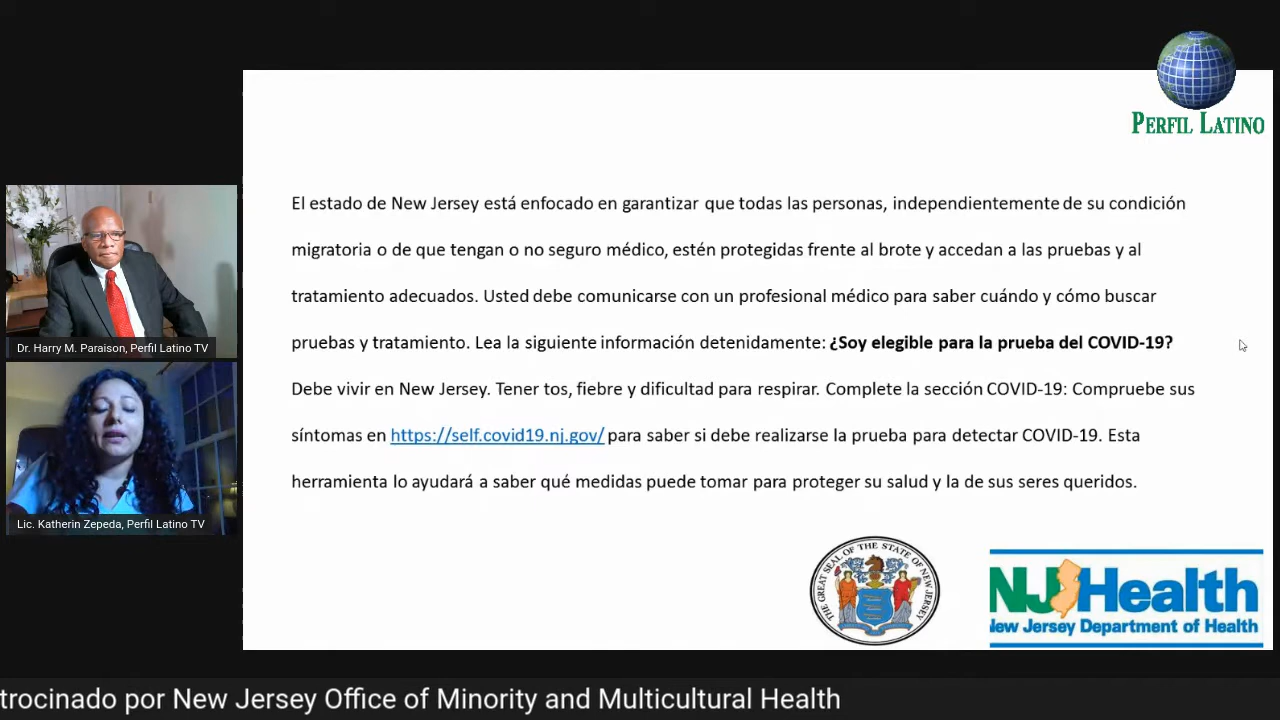 PERFIL LATINO
El estado de New Jersey está enfocado en garantizar que todas las personas, independientemente de su condición
migratoria o de que tengan o no seguro médico, estén protegidas frente al brote y accedan a las pruebas y al
tratamiento adecuados. Usted debe comunicarse con un profesional médico para saber cuándo y cómo buscar
pruebas y tratamiento. Lea la siguiente información detenidamente: ¿Soy elegible para la prueba del COVID-19?
Debe vivir en New Jersey. Tener tos, fiebre y dificultad para respirar. Complete la sección COVID-19: Compruebe sus
síntomas en https://self.covid19.nj.gov/ para saber si debe realizarse la prueba para detectar COVID-19. Esta
herramienta lo ayudará a saber qué medidas puede tomar para proteger su salud y la de sus seres queridos.
Dr. Harry M. Paraison, Perfil Latino TV
Lic. Katherin Zepeda, Perfil Latino TV
THE GREAT SEAL OF THE STATE OF NEW JERSEY
NJ Health
New Jersey Department of Health
trocinado por New Jersey Office of Minority and Multicultural Health